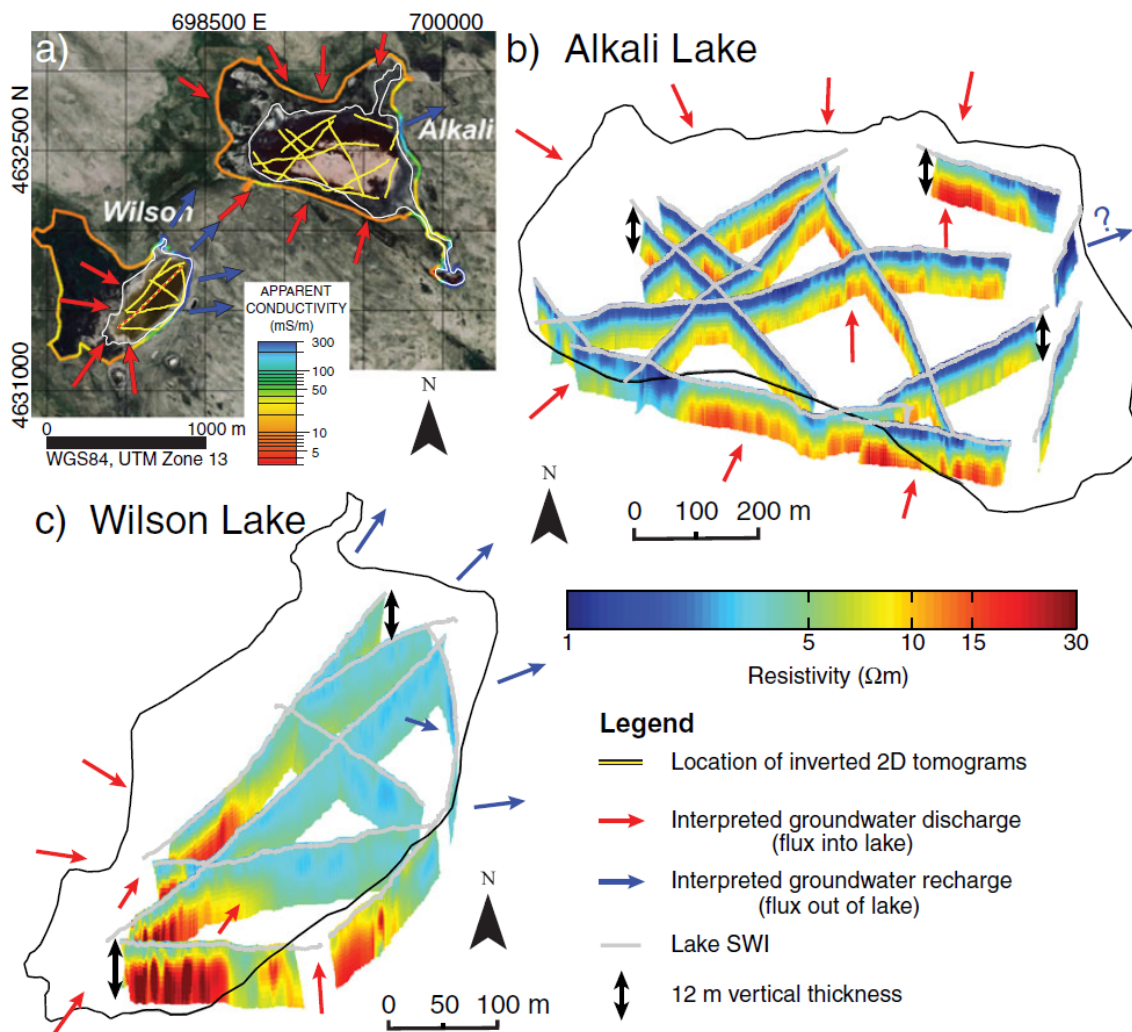 698500 E
700000
a)
4632500 N
4631000
Alkali
Wilson
APPARENT
CONDUCTIVITY
(mS/m)
300
100
50
10
5
N
0
1000 m
WGS84, UTM Zone 13
b) Alkali Lake
?
N
0 100 200 m
c) Wilson Lake
N
0 50 100 m
1 5 10 15 30
Resistivity (Ωm)
Legend
Location of inverted 2D tomograms
Interpreted groundwater discharge
(flux into lake)
Interpreted groundwater recharge
(flux out of lake)
Lake SWI
12 m vertical thickness